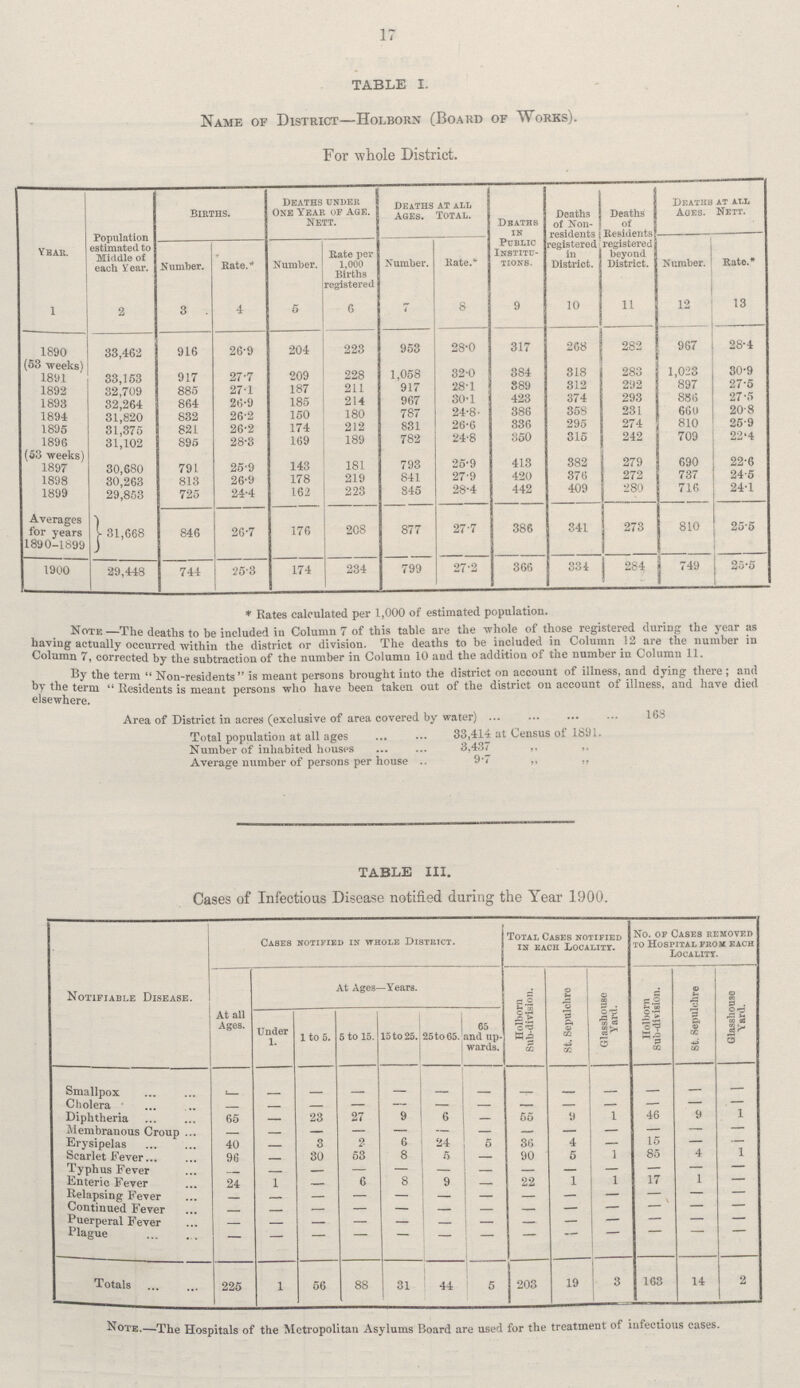 17
TABLE I.
Name of District—Holborn (Board of Works).
For whole District.
Year. | Population estimated to Middle of each Year. | Births. | Deaths under One Year of Age. Nett. | Deaths at all Ages. Total. | Deaths in Public Institutions. | Deaths of Non-residents registered in District. | Deaths of Residents registered beyond District. | Deaths at all Ages. Nett.
Number. | Rate.* | Number. | Rate per 1,000 Births registered | Number. | Rate.* | Number. | Rate.*
1 | 2 | 3 | 4 | 5 | 6 | 7 | 8 | 9 | 10 | 11 | 12 | 13
1890 (53 weeks) | 33,462 | 916 | 26·9 | 204 | 223 | 953 | 28·0 | 317 | 268 | 282 | 967 | 28·4
1891 | 33,153 | 917 | 27·7 | 209 | 228 | 1,058 | 32·0 | 384 | 318 | 283 | 1,023 | 30·9
1892 | 32,709 | 885 | 27·1 | 187 | 211 | 917 | 28·1 | 389 | 312 | 292 | 897 | 27·5
1893 | 32,264 | 864 | 26·9 | 185 | 214 | 967 | 30·1 | 423 | 374 | 293 | 886 | 27·5
1894 | 31,820 | 832 | 26·2 | 150 | 180 | 787 | 24·8 | 386 | 358 | 231 | 660 | 20·8
1895 | 31,375 | 821 | 26·2 | 174 | 212 | 831 | 26·6 | 336 | 295 | 274 | 810 | 25·9
1896 (53 weeks) | 31,102 | 895 | 28·3 | 169 | 189 | 782 | 24·8 | 350 | 315 | 242 | 709 | 22·4
1897 | 30,680 | 791 | 25·9 | 143 | 181 | 793 | 25·9 | 413 | 382 | 279 | 690 | 22·6
1898 | 30,263 | 813 | 26·9 | 178 | 219 | 841 | 27·9 | 420 | 376 | 272 | 737 | 24·5
1899 | 29,853 | 725 | 24·4 | 162 | 223 | 845 | 28·4 | 442 | 409 | 280 | 716 | 24·1
Averages for years 1890-1899 } | 31,668 | 846 | 26·7 | 176 | 208 | 877 | 27·7 | 386 | 341 | 273 | 810 | 25·5
1900 | 29,448 | 744 | 25·3 | 174 | 234 | 799 | 27·2 | 366 | 334 | 284 | 749 | 25·5
* Rates calculated per 1,000 of estimated population.
Note—The deaths to be included in Column 7 of this table are the whole of those registered during the year as
having actually occurred within the district or division. The deaths to be included in Column 12 are the number in
Column 7, corrected by the subtraction of the number in Column 10 and the addition of the number in Column 11.
By the term " Non-residents " is meant persons brought into the district on account of illness, and dying there ; and
by the term " Residents is meant persons who have been taken out of the district on account of illness, and have died
elsewhere.
Area of District in acres (exclusive of area covered by water) ... ... ... ... 168
Total population at all ages ... ... 33,414 at Census of 1891.
Number of inhabited houses ... ... 3,437 ,, ,,
Average number of persons per house .. 9·7 ,, ,,
TABLE III.
Cases of Infectious Disease notified during the Year 1900.
Notifiable Disease. | Cases notified in whole District. | Total Cases notified in each Locality. | No. of Cases removed to Hospital from each Locality.
At all Ages. | At Ages—Years. | Holborn Sub-division. | St. Sepulchre | Glasshouse Yard. | Holborn Sub-division. | St. Sepulchre | Glasshouse Yard.
Under 1. | 1 to 5. | 5 to 15. | 15 to 25. | 25 to 65. | 65 and upwards.
Smallpox ... ... | — | — | — | — | — | — | — | — | — | — | — | — | —
Cholera ... .. | — | — | — | — | — | — | — | — | — | — | — | — | —
Diphtheria ... ... | 65 | — | 23 | 27 | 9 | 6 | — | 55 | 9 | 1 | 46 | 9 | 1
Membranous Croup ... | — | — | — | — | — | — | — | — | — | — | — | — | —
Erysipelas ... ... | 40 | — | 3 | 2 | 6 | 24 | 5 | 36 | 4 | — | 15 | — | —
Scarlet Fever... ... | 96 | — | 30 | 53 | 8 | 5 | — | 90 | 5 | 1 | 85 | 4 | 1
Typhus Fever ... | — | — | — | — | — | — | — | — | — | — | — | — | —
Enteric Fever ... | 24 | 1 | — | 6 | 8 | 9 | — | 22 | 1 | 1 | 17 | 1 | —
Relapsing Fever ... | — | — | — | — | — | — | — | — | — | — | — | — | —
Continued Fever ... | — | — | — | — | — | — | — | — | — | — | — | — | —
Puerperal Fever ... | — | — | — | — | — | — | — | — | — | — | — | — | —
Plague ... ... | — | — | — | — | — | — | — | — | — | — | — | — | —
Totals ... ... | 225 | 1 | 56 | 88 | 31 | 44 | 5 | 203 | 19 | 3 | 163 | 14 | 2
Note.—The Hospitals of the Metropolitan Asylums Board are used for the treatment of infectious cases.